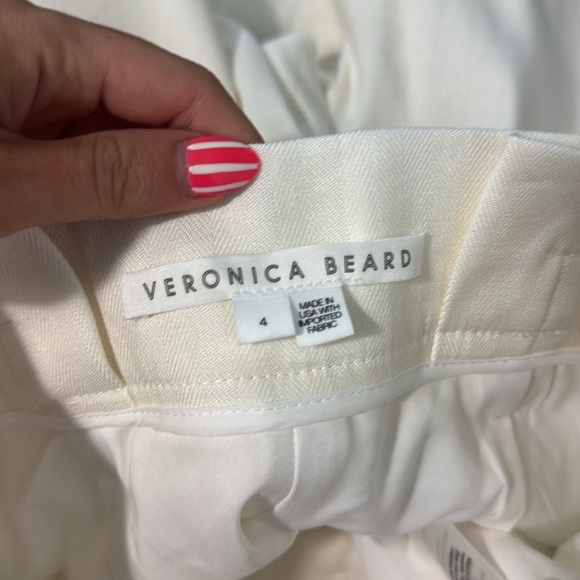 VERONICA BEARD
4
MADE IN
USA WITH
IMPORTED
FABRIC